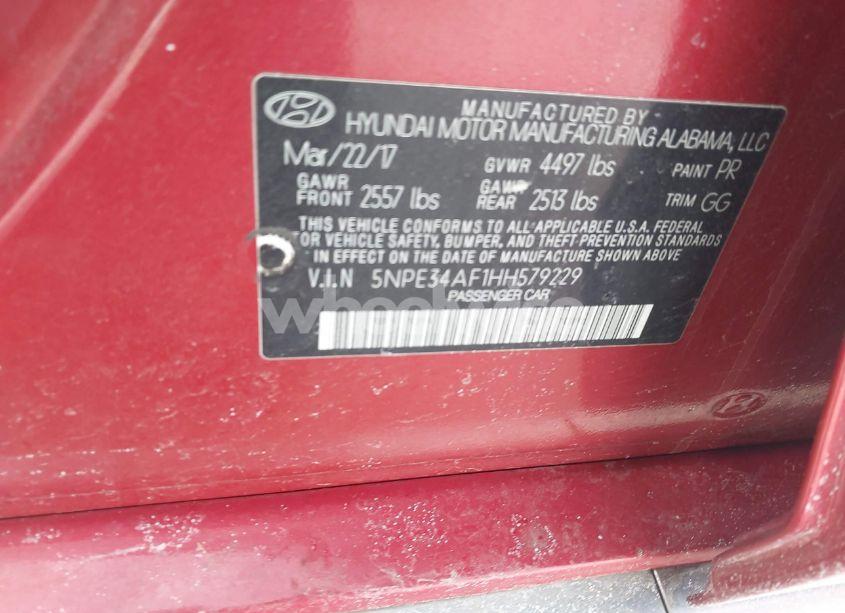 MANUFACTURED BY
HYUNDAI MOTOR MANUFACTURING ALABAMA, LLC
Mar/22/17 GVWR 4497 lbs PAINT PR
GAWR FRONT 2557 lbs GAWR REAR 2513 lbs TRIM GG
THIS VEHICLE CONFORMS TO ALL APPLICABLE U.S.A. FEDERAL
MOTOR VEHICLE SAFETY, BUMPER, AND THEFT PREVENTION STANDARDS
IN EFFECT ON THE DATE OF MANUFACTURE SHOWN ABOVE
V.I.N 5NPE34AF1HH579229
PASSENGER CAR